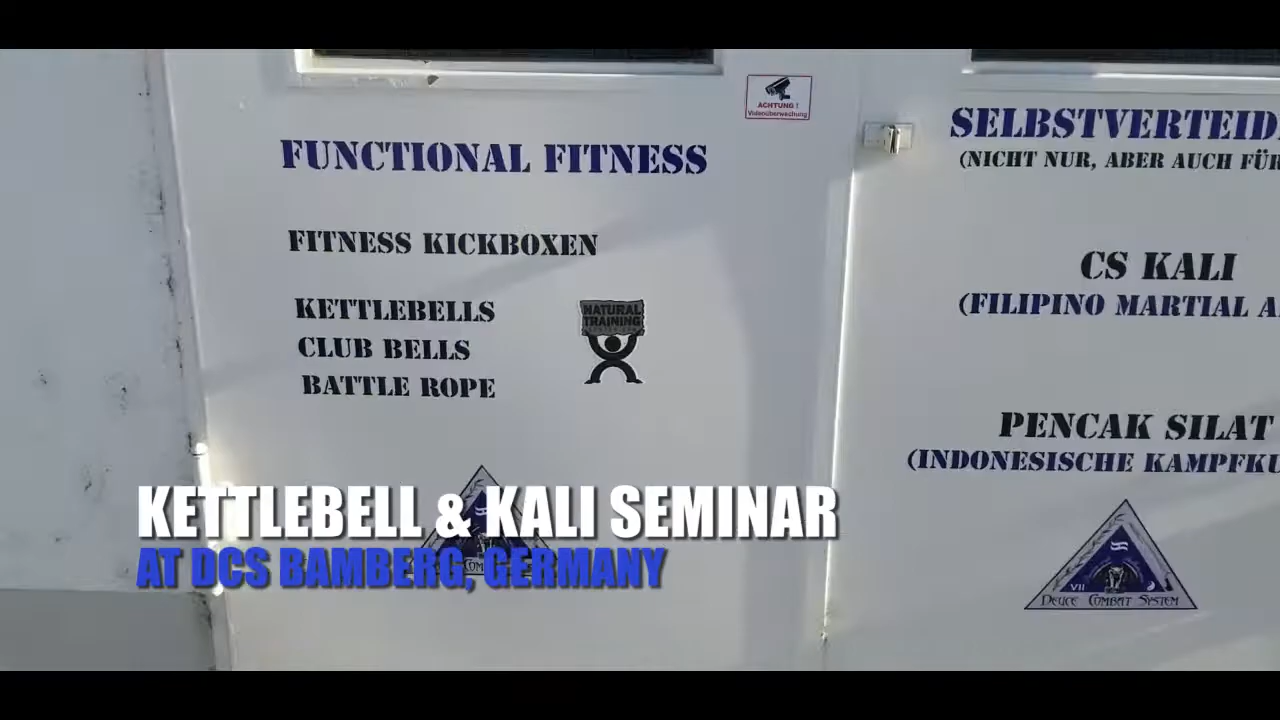 ACHTUNG !
Videoüberwachung
FUNCTIONAL FITNESS
FITNESS KICKBOXEN
KETTLEBELLS
CLUB BELLS
BATTLE ROPE
NATURAL
TRAINING
SELBSTVERTEID
(NICHT NUR, ABER AUCH FÜR
CS KALI
(FILIPINO MARTIAL A
PENCAK SILAT
(INDONESISCHE KAMPFKU
VII
DEUCE COMBAT SYSTEM
KETTLEBELL & KALI SEMINAR
AT DCS BAMBERG, GERMANY